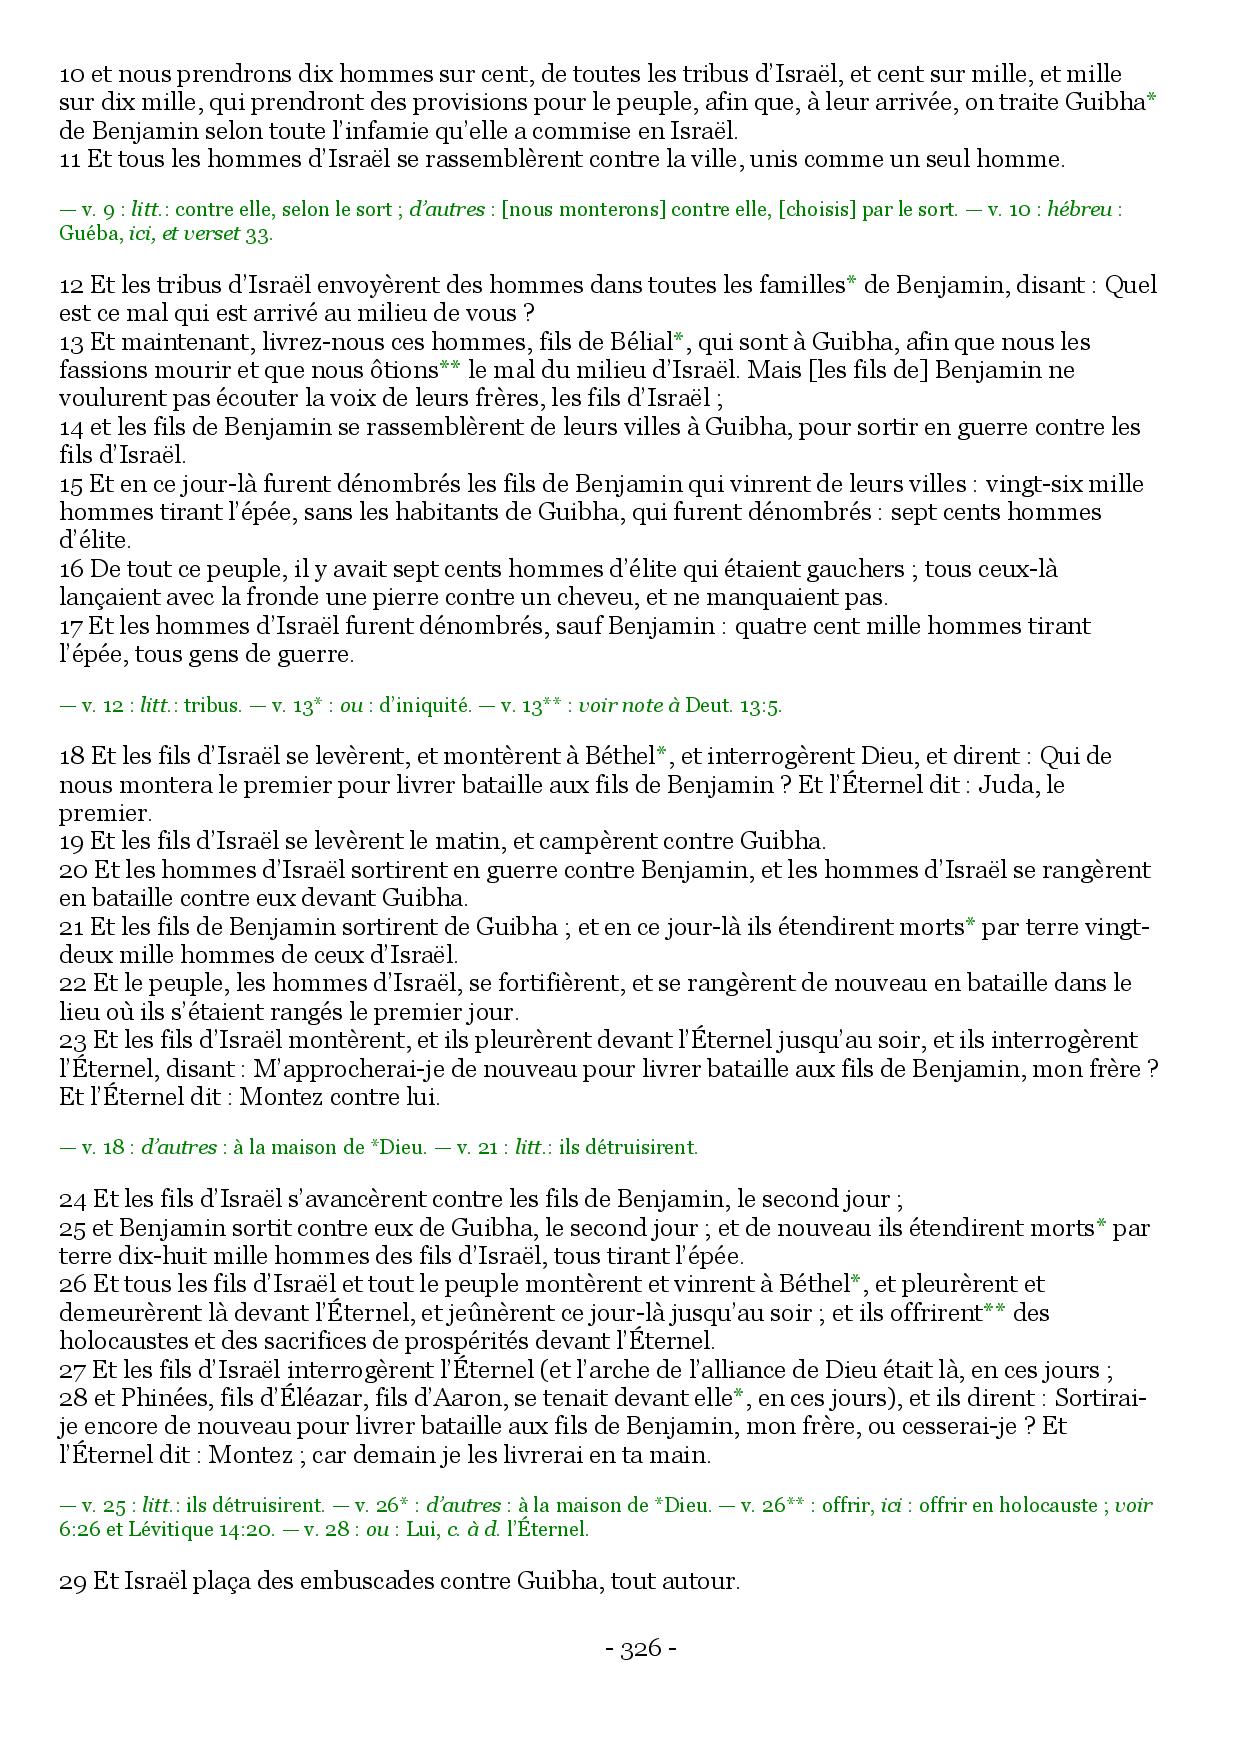 10 et nous prendrons dix hommes sur cent, de toutes les tribus d’Israël, et cent sur mille, et mille
sur dix mille, qui prendront des provisions pour le peuple, afin que, à leur arrivée, on traite Guibha*
de Benjamin selon toute l’infamie qu’elle a commise en Israël.
11 Et tous les hommes d’Israël se rassemblèrent contre la ville, unis comme un seul homme.
— v. 9 : litt.: contre elle, selon le sort ; d’autres : [nous monterons] contre elle, [choisis] par le sort. — v. 10 : hébreu :
Guéba, ici, et verset 33.
12 Et les tribus d’Israël envoyèrent des hommes dans toutes les familles* de Benjamin, disant : Quel
est ce mal qui est arrivé au milieu de vous ?
13 Et maintenant, livrez-nous ces hommes, fils de Bélial*, qui sont à Guibha, afin que nous les
fassions mourir et que nous ôtions** le mal du milieu d’Israël. Mais [les fils de] Benjamin ne
voulurent pas écouter la voix de leurs frères, les fils d’Israël ;
14 et les fils de Benjamin se rassemblèrent de leurs villes à Guibha, pour sortir en guerre contre les
fils d’Israël.
15 Et en ce jour-là furent dénombrés les fils de Benjamin qui vinrent de leurs villes : vingt-six mille
hommes tirant l’épée, sans les habitants de Guibha, qui furent dénombrés : sept cents hommes
d’élite.
16 De tout ce peuple, il y avait sept cents hommes d’élite qui étaient gauchers ; tous ceux-là
lançaient avec la fronde une pierre contre un cheveu, et ne manquaient pas.
17 Et les hommes d’Israël furent dénombrés, sauf Benjamin : quatre cent mille hommes tirant
l’épée, tous gens de guerre.
— v. 12 : litt.: tribus. — v. 13* : ou : d’iniquité. — v. 13** : voir note à Deut. 13:5.
18 Et les fils d’Israël se levèrent, et montèrent à Béthel*, et interrogèrent Dieu, et dirent : Qui de
nous montera le premier pour livrer bataille aux fils de Benjamin ? Et l’Éternel dit : Juda, le
premier.
19 Et les fils d’Israël se levèrent le matin, et campèrent contre Guibha.
20 Et les hommes d’Israël sortirent en guerre contre Benjamin, et les hommes d’Israël se rangèrent
en bataille contre eux devant Guibha.
21 Et les fils de Benjamin sortirent de Guibha ; et en ce jour-là ils étendirent morts* par terre vingt-
deux mille hommes de ceux d’Israël.
22 Et le peuple, les hommes d’Israël, se fortifièrent, et se rangèrent de nouveau en bataille dans le
lieu où ils s’étaient rangés le premier jour.
23 Et les fils d’Israël montèrent, et ils pleurèrent devant l’Éternel jusqu’au soir, et ils interrogèrent
l’Éternel, disant : M’approcherai-je de nouveau pour livrer bataille aux fils de Benjamin, mon frère ?
Et l’Éternel dit : Montez contre lui.
— v. 18 : d’autres : à la maison de *Dieu. — v. 21 : litt.: ils détruisirent.
24 Et les fils d’Israël s’avancèrent contre les fils de Benjamin, le second jour ;
25 et Benjamin sortit contre eux de Guibha, le second jour ; et de nouveau ils étendirent morts* par
terre dix-huit mille hommes des fils d’Israël, tous tirant l’épée.
26 Et tous les fils d’Israël et tout le peuple montèrent et vinrent à Béthel*, et pleurèrent et
demeurèrent là devant l’Éternel, et jeûnèrent ce jour-là jusqu’au soir ; et ils offrirent** des
holocaustes et des sacrifices de prospérités devant l’Éternel.
27 Et les fils d’Israël interrogèrent l’Éternel (et l’arche de l’alliance de Dieu était là, en ces jours ;
28 et Phinées, fils d’Éléazar, fils d’Aaron, se tenait devant elle*, en ces jours), et ils dirent : Sortirai-
je encore de nouveau pour livrer bataille aux fils de Benjamin, mon frère, ou cesserai-je ? Et
l’Éternel dit : Montez ; car demain je les livrerai en ta main.
— v. 25 : litt.: ils détruisirent. — v. 26* : d’autres : à la maison de *Dieu. — v. 26** : offrir, ici : offrir en holocauste ; voir
6:26 et Lévitique 14:20. — v. 28 : ou : Lui, c. à d. l’Éternel.
29 Et Israël plaça des embuscades contre Guibha, tout autour.
- 326 -